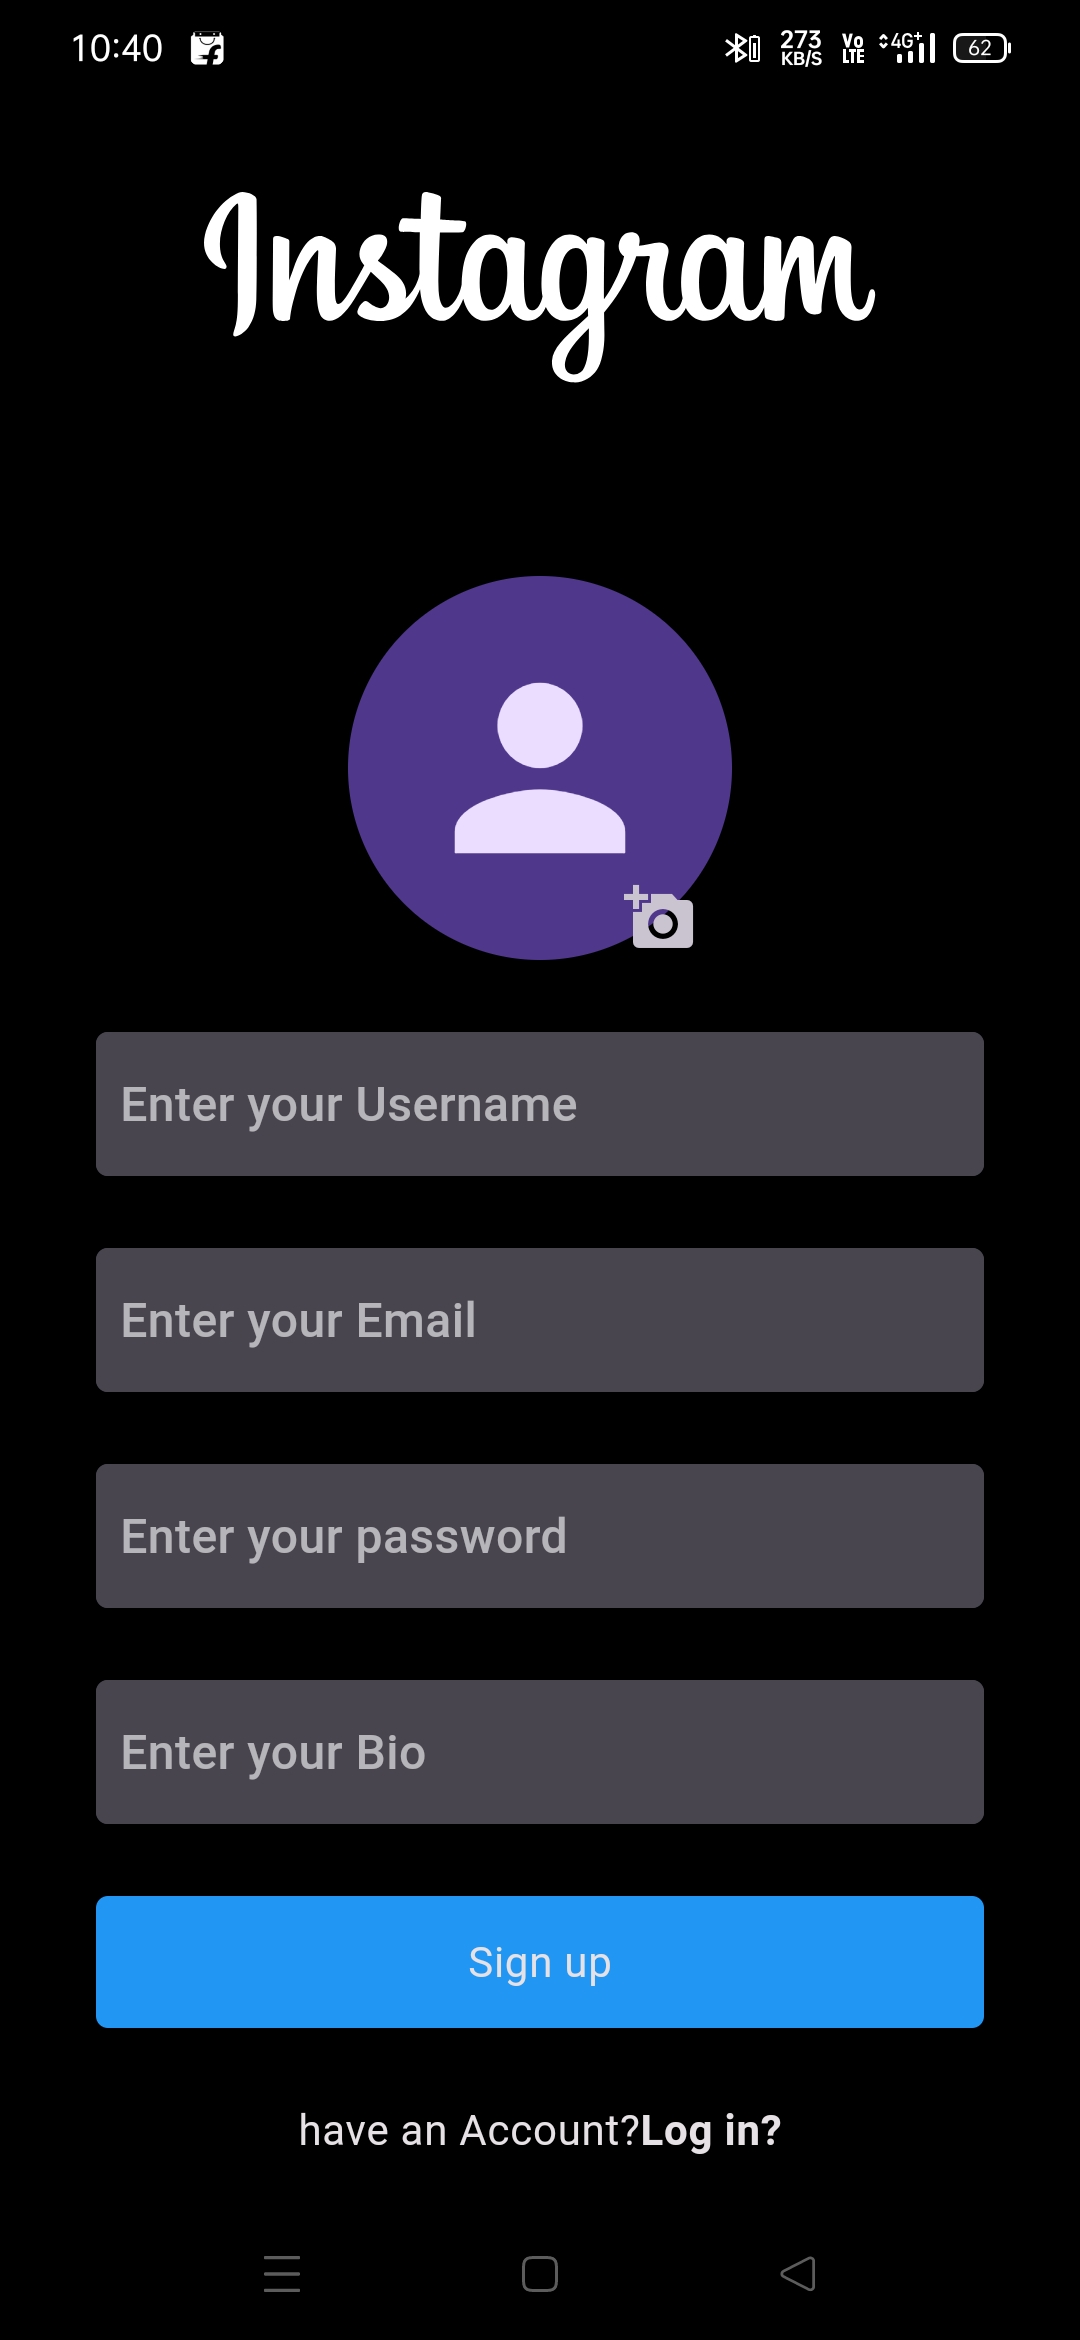 10:40 273 KB/S Vo LTE 4G+ 62
Instagram
Enter your Username
Enter your Email
Enter your password
Enter your Bio
Sign up
have an Account?Log in?